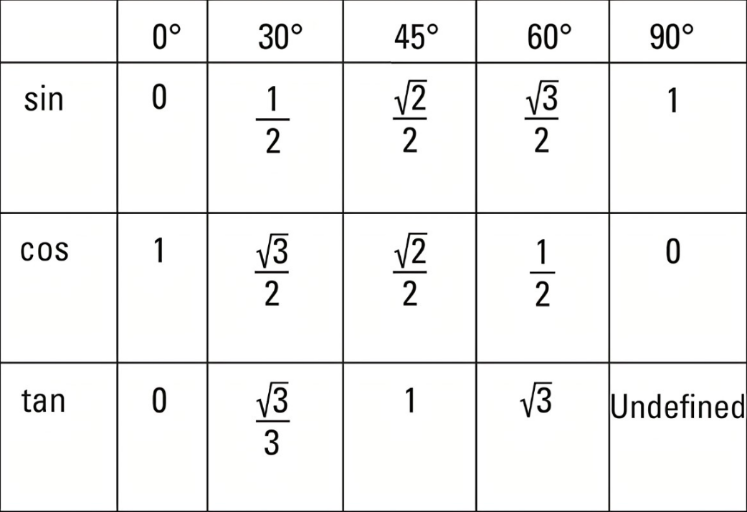 0° 30° 45° 60° 90°
sin 0 1/2 √2/2 √3/2 1
cos 1 √3/2 √2/2 1/2 0
tan 0 √3/3 1 √3 Undefined